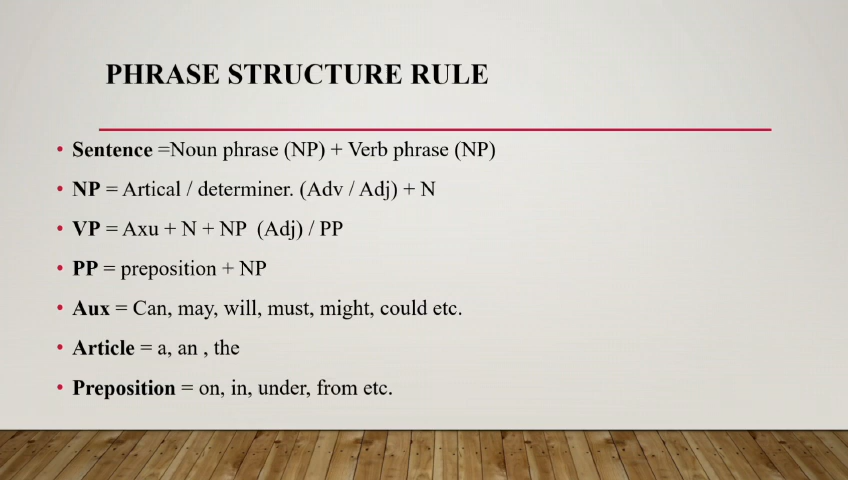 PHRASE STRUCTURE RULE
• Sentence =Noun phrase (NP) + Verb phrase (NP)
• NP = Artical / determiner. (Adv / Adj) + N
• VP = Axu + N + NP (Adj) / PP
• PP = preposition + NP
• Aux = Can, may, will, must, might, could etc.
• Article = a, an , the
• Preposition = on, in, under, from etc.